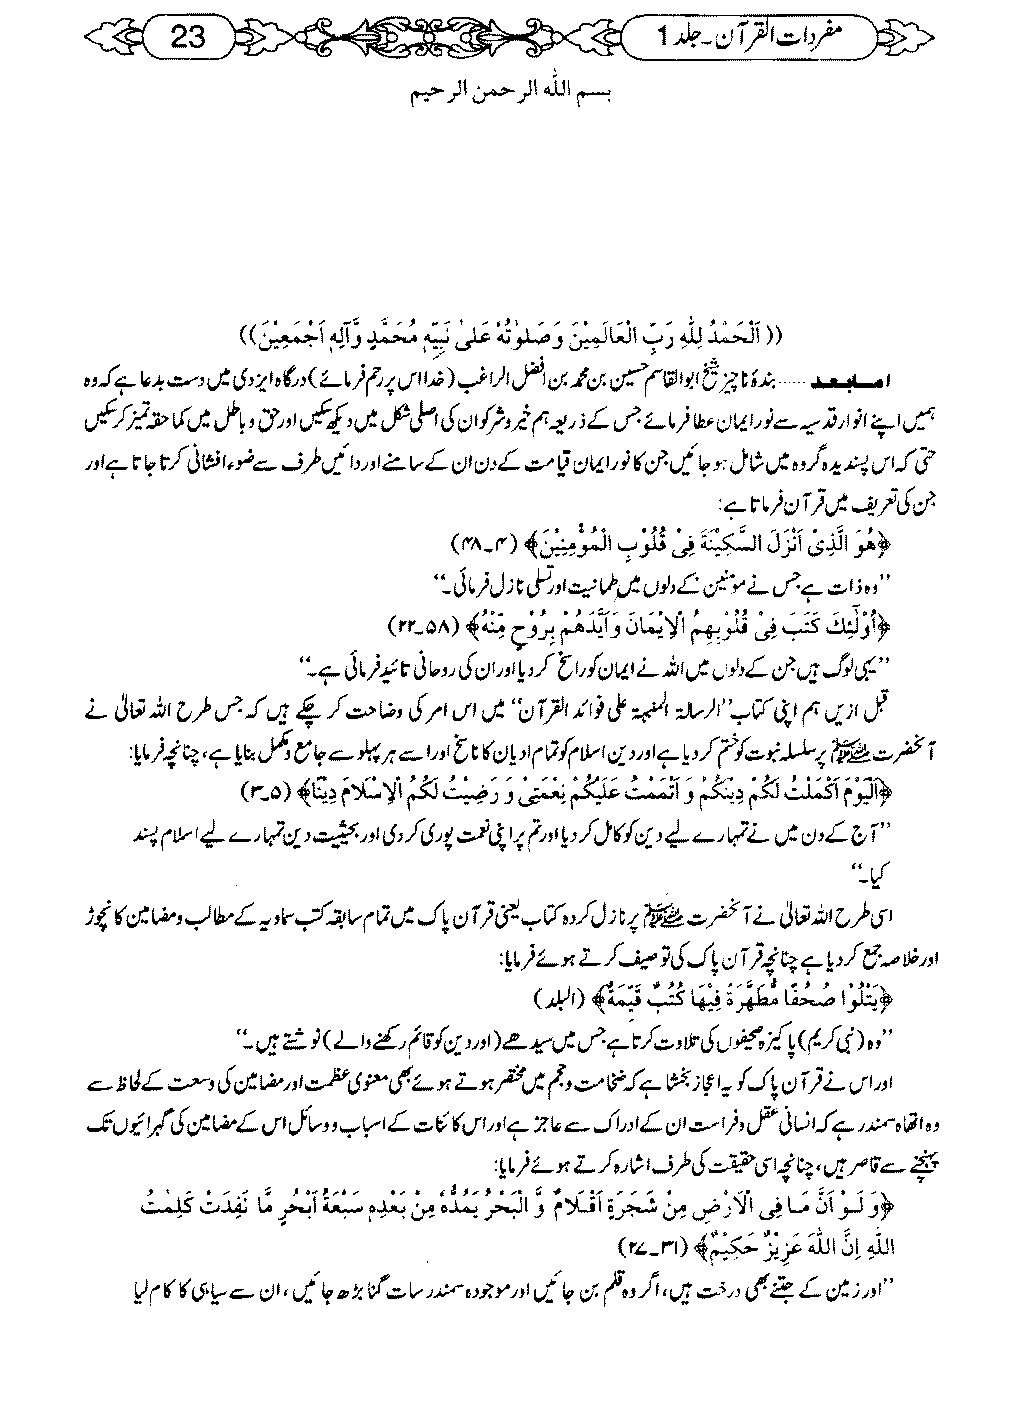 مفردات القرآن۔ جلد 1
23
بسم الله الرحمن الرحيم
((اَلْحَمْدُ لِلّٰهِ رَبِّ الْعَالَمِيْنَ وَصَلٰوتُهٗ عَلىٰ نَبِيِّهٖ مُحَمَّدٍ وَّآلِهٖ اَجْمَعِيْنَ))
امابعد ...... بندۂ ناچیز شیخ ابوالقاسم حسین بن محمد بن افضل الراغب (خدا اس پر رحم فرمائے) درگاہ ایزدی میں دست بدعا ہے کہ وہ
ہمیں اپنے انوار قدسیہ سے نور ایمان عطا فرمائے جس کے ذریعہ ہم خیر و شر کو ان کی اصلی شکل میں دیکھ سکیں اور حق و باطل میں کما حقہ تمیز کر سکیں
حتی کہ اس پسندیدہ گروہ میں شامل ہو جائیں جن کا نور ایمان قیامت کے دن ان کے سامنے اور دائیں طرف سے ضوء افشانی کرتا جاتا ہے اور
جن کی تعریف میں قرآن فرماتا ہے:
﴿هُوَ الَّذِىْ اَنْزَلَ السَّكِيْنَةَ فِىْ قُلُوْبِ الْمُؤْمِنِيْنَ﴾ (۴۸۔۴)
''وہ ذات ہے جس نے مومنین کے دلوں میں طمانیت اور تسلی نازل فرمائی۔''
﴿اُوْلٰٓئِكَ كَتَبَ فِىْ قُلُوْبِهِمُ الْاِيْمَانَ وَاَيَّدَهُمْ بِرُوْحٍ مِّنْهُ﴾ (۵۸۔۲۲)
''یہی لوگ ہیں جن کے دلوں میں اللہ نے ایمان کو راسخ کر دیا اور ان کی روحانی تائید فرمائی ہے۔''
قبل ازیں ہم اپنی کتاب ''الرسالة المنبهة على فوائد القرآن'' میں اس امر کی وضاحت کر چکے ہیں کہ جس طرح اللہ تعالیٰ نے
آنحضرت ﷺ پر سلسلہ نبوت کو ختم کر دیا ہے اور دین اسلام کو تمام ادیان کا ناسخ اور اسے ہر پہلو سے جامع و مکمل بنایا ہے، چنانچہ فرمایا:
﴿اَلْيَوْمَ اَكْمَلْتُ لَكُمْ دِيْنَكُمْ وَ اَتْمَمْتُ عَلَيْكُمْ نِعْمَتِىْ وَ رَضِيْتُ لَكُمُ الْاِسْلَامَ دِيْنًا﴾ (۵۔۳)
''آج کے دن میں نے تمہارے لیے دین کو کامل کر دیا اور تم پر اپنی نعمت پوری کر دی اور بحیثیت دین تمہارے لیے اسلام پسند
کیا۔''
اسی طرح اللہ تعالیٰ نے آنحضرت ﷺ پر نازل کردہ کتاب یعنی قرآن پاک میں تمام سابقہ کتب سماویہ کے مطالب و مضامین کا نچوڑ
اور خلاصہ جمع کر دیا ہے چنانچہ قرآن پاک کی توصیف کرتے ہوئے فرمایا:
﴿يَتْلُوْا صُحُفًا مُّطَهَّرَةً فِيْهَا كُتُبٌ قَيِّمَةٌ﴾ (البلد)
''وہ (نبی کریم) پاکیزہ صحیفوں کی تلاوت کرتا ہے جس میں سیدھے (اور دین کو قائم رکھنے والے) نوشتے ہیں۔''
اور اس نے قرآن پاک کو یہ اعجاز بخشا ہے کہ ضخامت و حجم میں مختصر ہوتے ہوئے بھی معنوی عظمت اور مضامین کی وسعت کے لحاظ سے
وہ اتھاہ سمندر ہے کہ انسانی عقل و فراست ان کے ادراک سے عاجز ہے اور اس کائنات کے اسباب و وسائل اس کے مضامین کی گہرائیوں تک
پہنچنے سے قاصر ہیں، چنانچہ اسی حقیقت کی طرف اشارہ کرتے ہوئے فرمایا:
﴿وَ لَوْ اَنَّ مَا فِى الْاَرْضِ مِنْ شَجَرَةٍ اَقْلَامٌ وَّ الْبَحْرُ يَمُدُّهٗ مِنْۢ بَعْدِهٖ سَبْعَةُ اَبْحُرٍ مَّا نَفِدَتْ كَلِمٰتُ
اللّٰهِ اِنَّ اللّٰهَ عَزِيْزٌ حَكِيْمٌ﴾ (۳۱۔۲۷)
''اور زمین کے جتنے بھی درخت ہیں، اگر وہ قلم بن جائیں اور موجودہ سمندر سات گنا بڑھ جائیں، ان سے سیاہی کا کام لیا